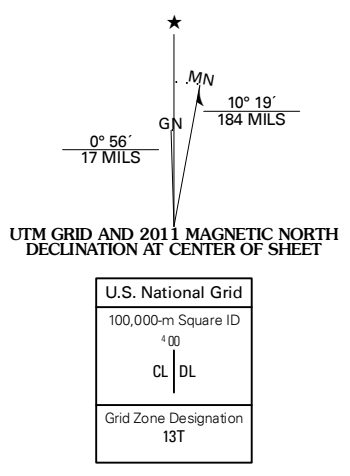 ★
MN
10° 19´
184 MILS
GN
0° 56´
17 MILS
UTM GRID AND 2011 MAGNETIC NORTH
DECLINATION AT CENTER OF SHEET
U.S. National Grid
100,000-m Square ID
⁴00
CL DL
Grid Zone Designation
13T